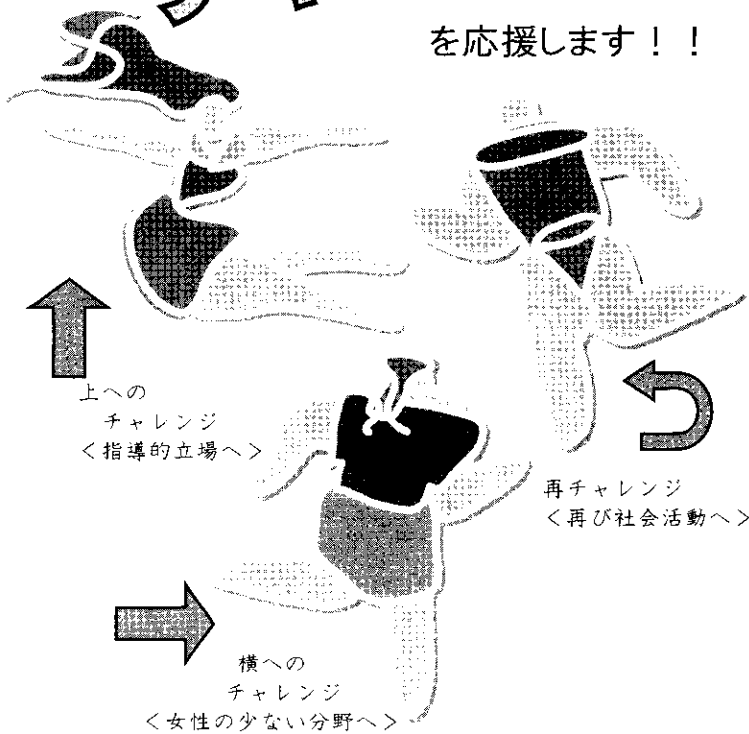 を応援します！！
上への
チャレンジ
＜指導的立場へ＞
再チャレンジ
＜再び社会活動へ＞
横への
チャレンジ
＜女性の少ない分野へ＞